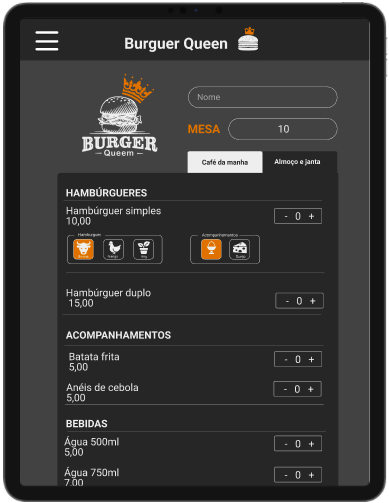 Burguer Queen
BURGER
Queem
Nome
MESA
10
Café da manha
Almoço e janta
HAMBÚRGUERES
Hambúrguer simples
10,00
- 0 +
Hamburguer
Acompanhamentos
Hambúrguer duplo
15,00
- 0 +
ACOMPANHAMENTOS
Batata frita
5,00
- 0 +
Anéis de cebola
5,00
- 0 +
BEBIDAS
Água 500ml
5,00
- 0 +
Água 750ml
7,00
- 0 +